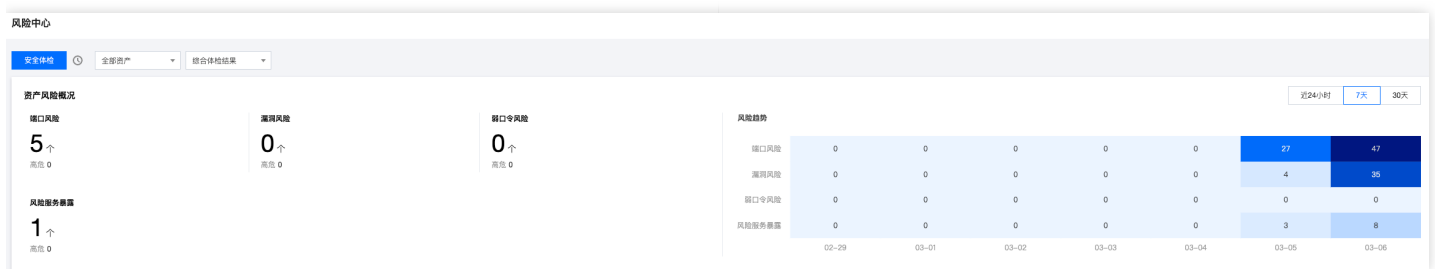 风险中心
安全体检 全部资产 综合体检结果
资产风险概况 近24小时 7天 30天
端口风险 漏洞风险 弱口令风险
5个 0个 0个
高危 0 高危 0 高危 0
风险服务暴露
1个
高危 0
风险趋势
端口风险 0 0 0 0 0 27 47
漏洞风险 0 0 0 0 0 4 35
弱口令风险 0 0 0 0 0 0 0
风险服务暴露 0 0 0 0 0 3 8
02-29 03-01 03-02 03-03 03-04 03-05 03-06